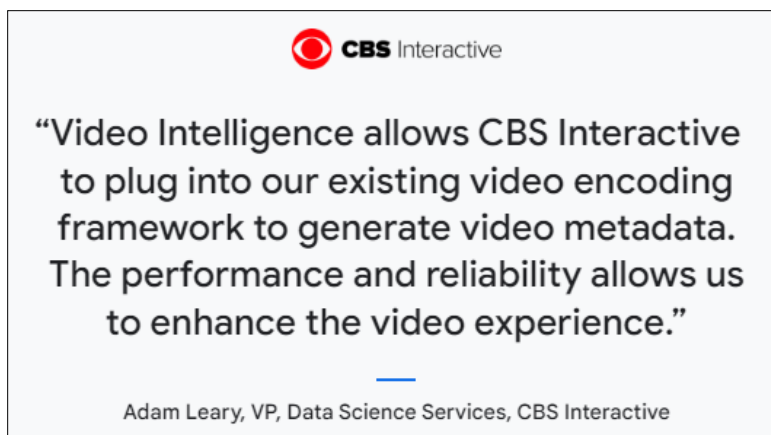 CBS Interactive
“Video Intelligence allows CBS Interactive
to plug into our existing video encoding
framework to generate video metadata.
The performance and reliability allows us
to enhance the video experience.”
Adam Leary, VP, Data Science Services, CBS Interactive